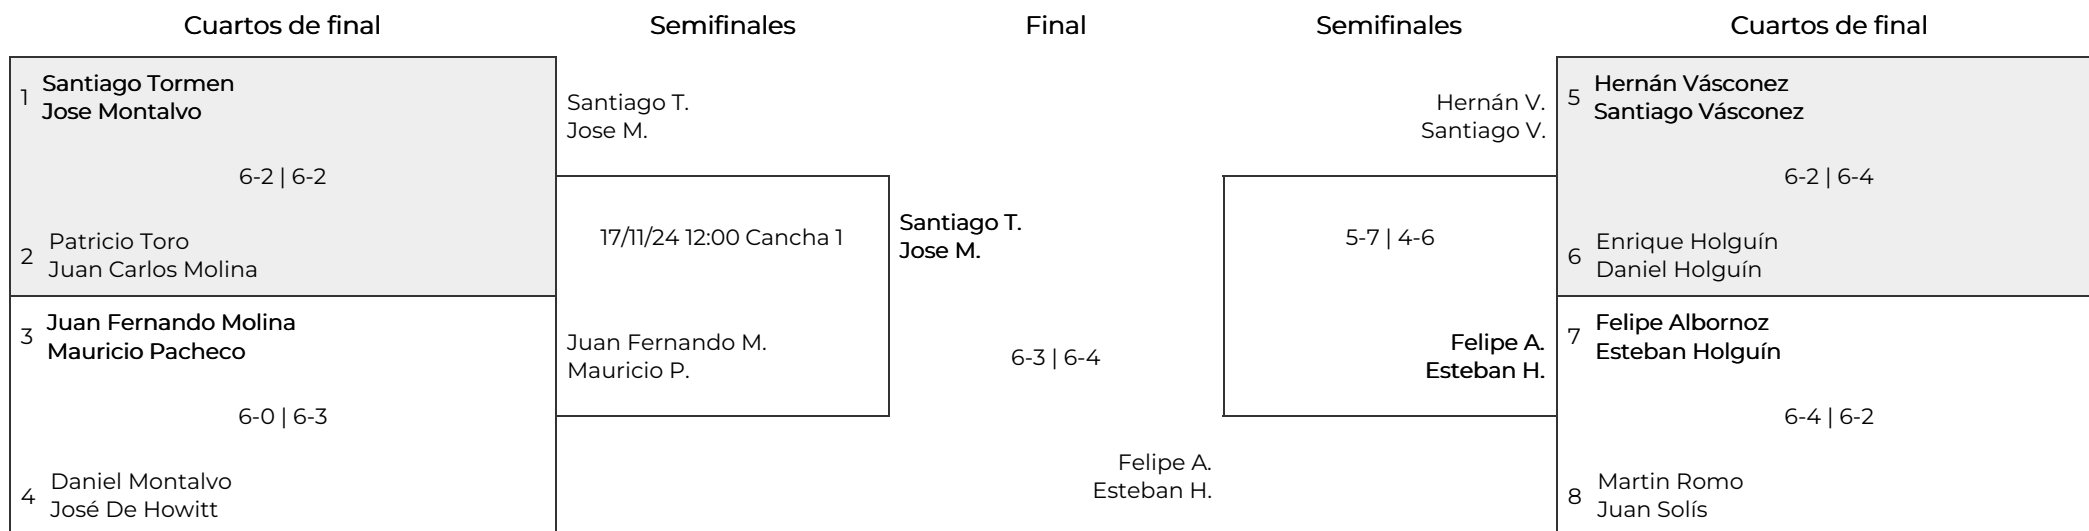 Cuartos de final
Semifinales
Final
Semifinales
Cuartos de final
1
Santiago Tormen
Jose Montalvo
6-2 | 6-2
2
Patricio Toro
Juan Carlos Molina
3
Juan Fernando Molina
Mauricio Pacheco
6-0 | 6-3
4
Daniel Montalvo
José De Howitt
Santiago T.
Jose M.
17/11/24 12:00 Cancha 1
Juan Fernando M.
Mauricio P.
Santiago T.
Jose M.
6-3 | 6-4
Felipe A.
Esteban H.
Hernán V.
Santiago V.
5-7 | 4-6
Felipe A.
Esteban H.
5
Hernán Vásconez
Santiago Vásconez
6-2 | 6-4
6
Enrique Holguín
Daniel Holguín
7
Felipe Albornoz
Esteban Holguín
6-4 | 6-2
8
Martin Romo
Juan Solís